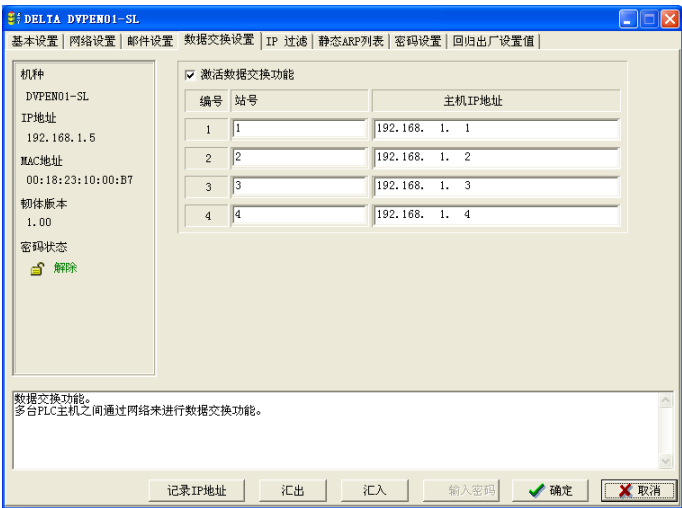 DELTA DVPEN01-SL
基本设置 网络设置 邮件设置 数据交换设置 IP 过滤 静态ARP列表 密码设置 回归出厂设置值
机种
DVPEN01-SL
IP地址
192.168.1.5
MAC地址
00:18:23:10:00:B7
韧体版本
1.00
密码状态
解除
激活数据交换功能
编号 站号 主机IP地址
1 1 192.168. 1. 1
2 2 192.168. 1. 2
3 3 192.168. 1. 3
4 4 192.168. 1. 4
数据交换功能。
多台PLC主机之间通过网络来进行数据交换功能。
记录IP地址 汇出 汇入 输入密码 确定 取消